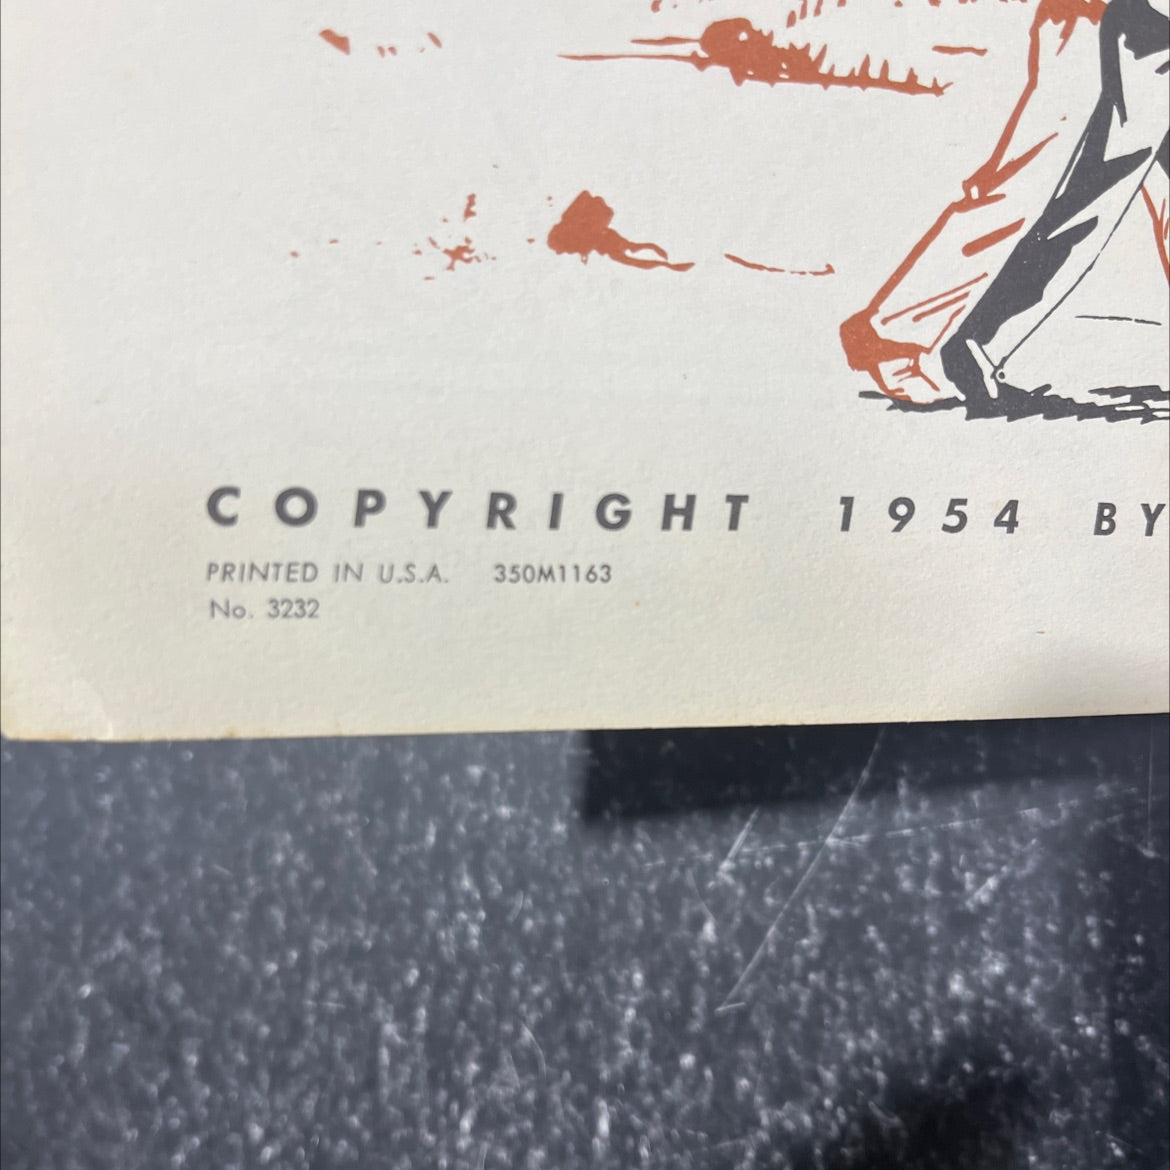 COPYRIGHT 1954 BY
PRINTED IN U.S.A. 350M1163
No. 3232